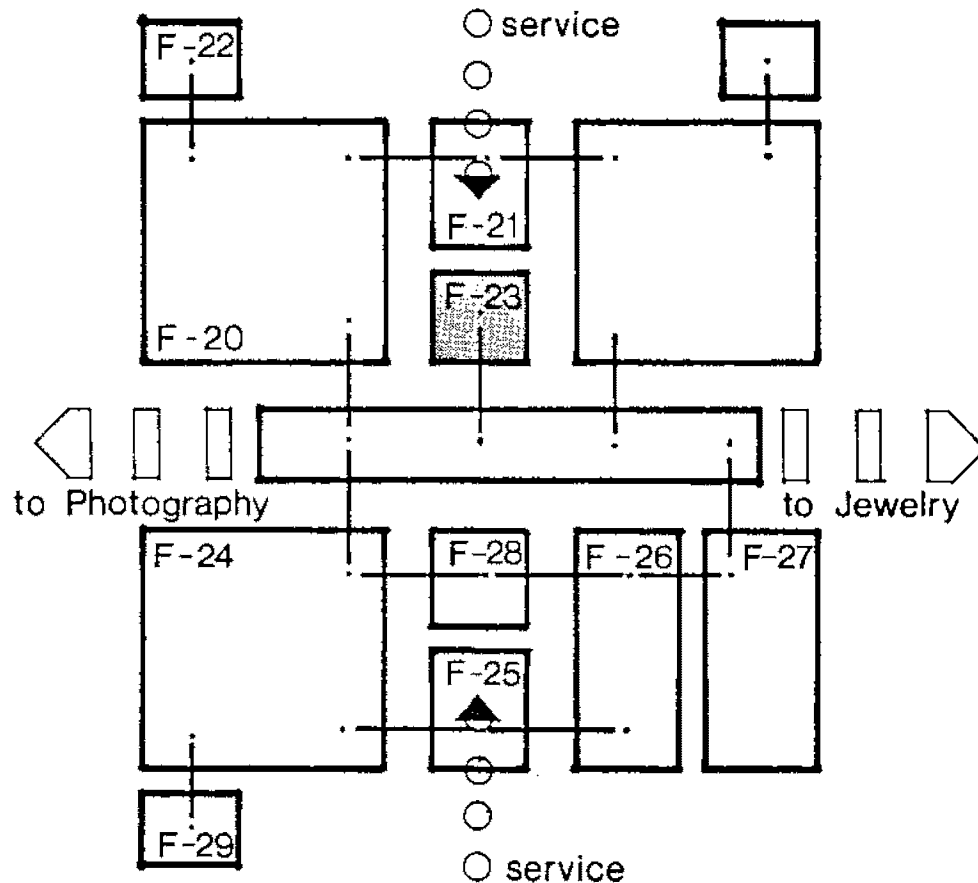 F-22
service
F-21
F-23
F-20
to Photography
to Jewelry
F-24
F-28
F-26
F-27
F-25
F-29
service